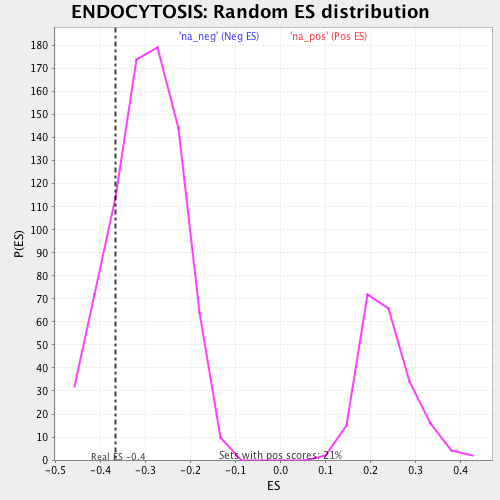 ENDOCYTOSIS: Random ES distribution
'na_neg' (Neg ES) 'na_pos' (Pos ES)
180
170
160
150
140
130
120
110
100
90
80
70
60
50
40
30
20
10
0
P(ES)
Real ES -0.4
Sets with pos scores: 21%
-0.5 -0.4 -0.3 -0.2 -0.1 0.0 0.1 0.2 0.3 0.4
ES